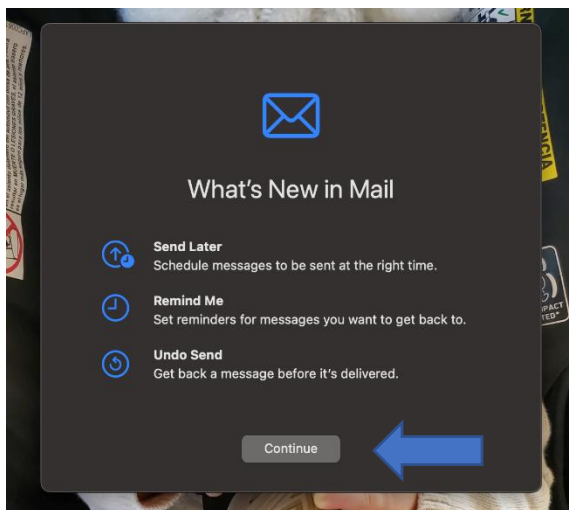 What's New in Mail
Send Later
Schedule messages to be sent at the right time.
Remind Me
Set reminders for messages you want to get back to.
Undo Send
Get back a message before it's delivered.
Continue